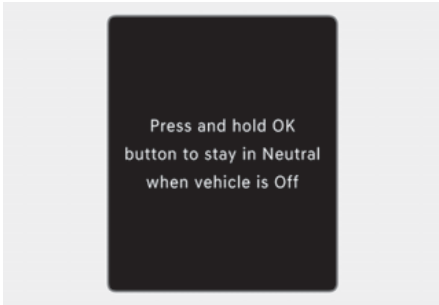 Press and hold OK
button to stay in Neutral
when vehicle is Off